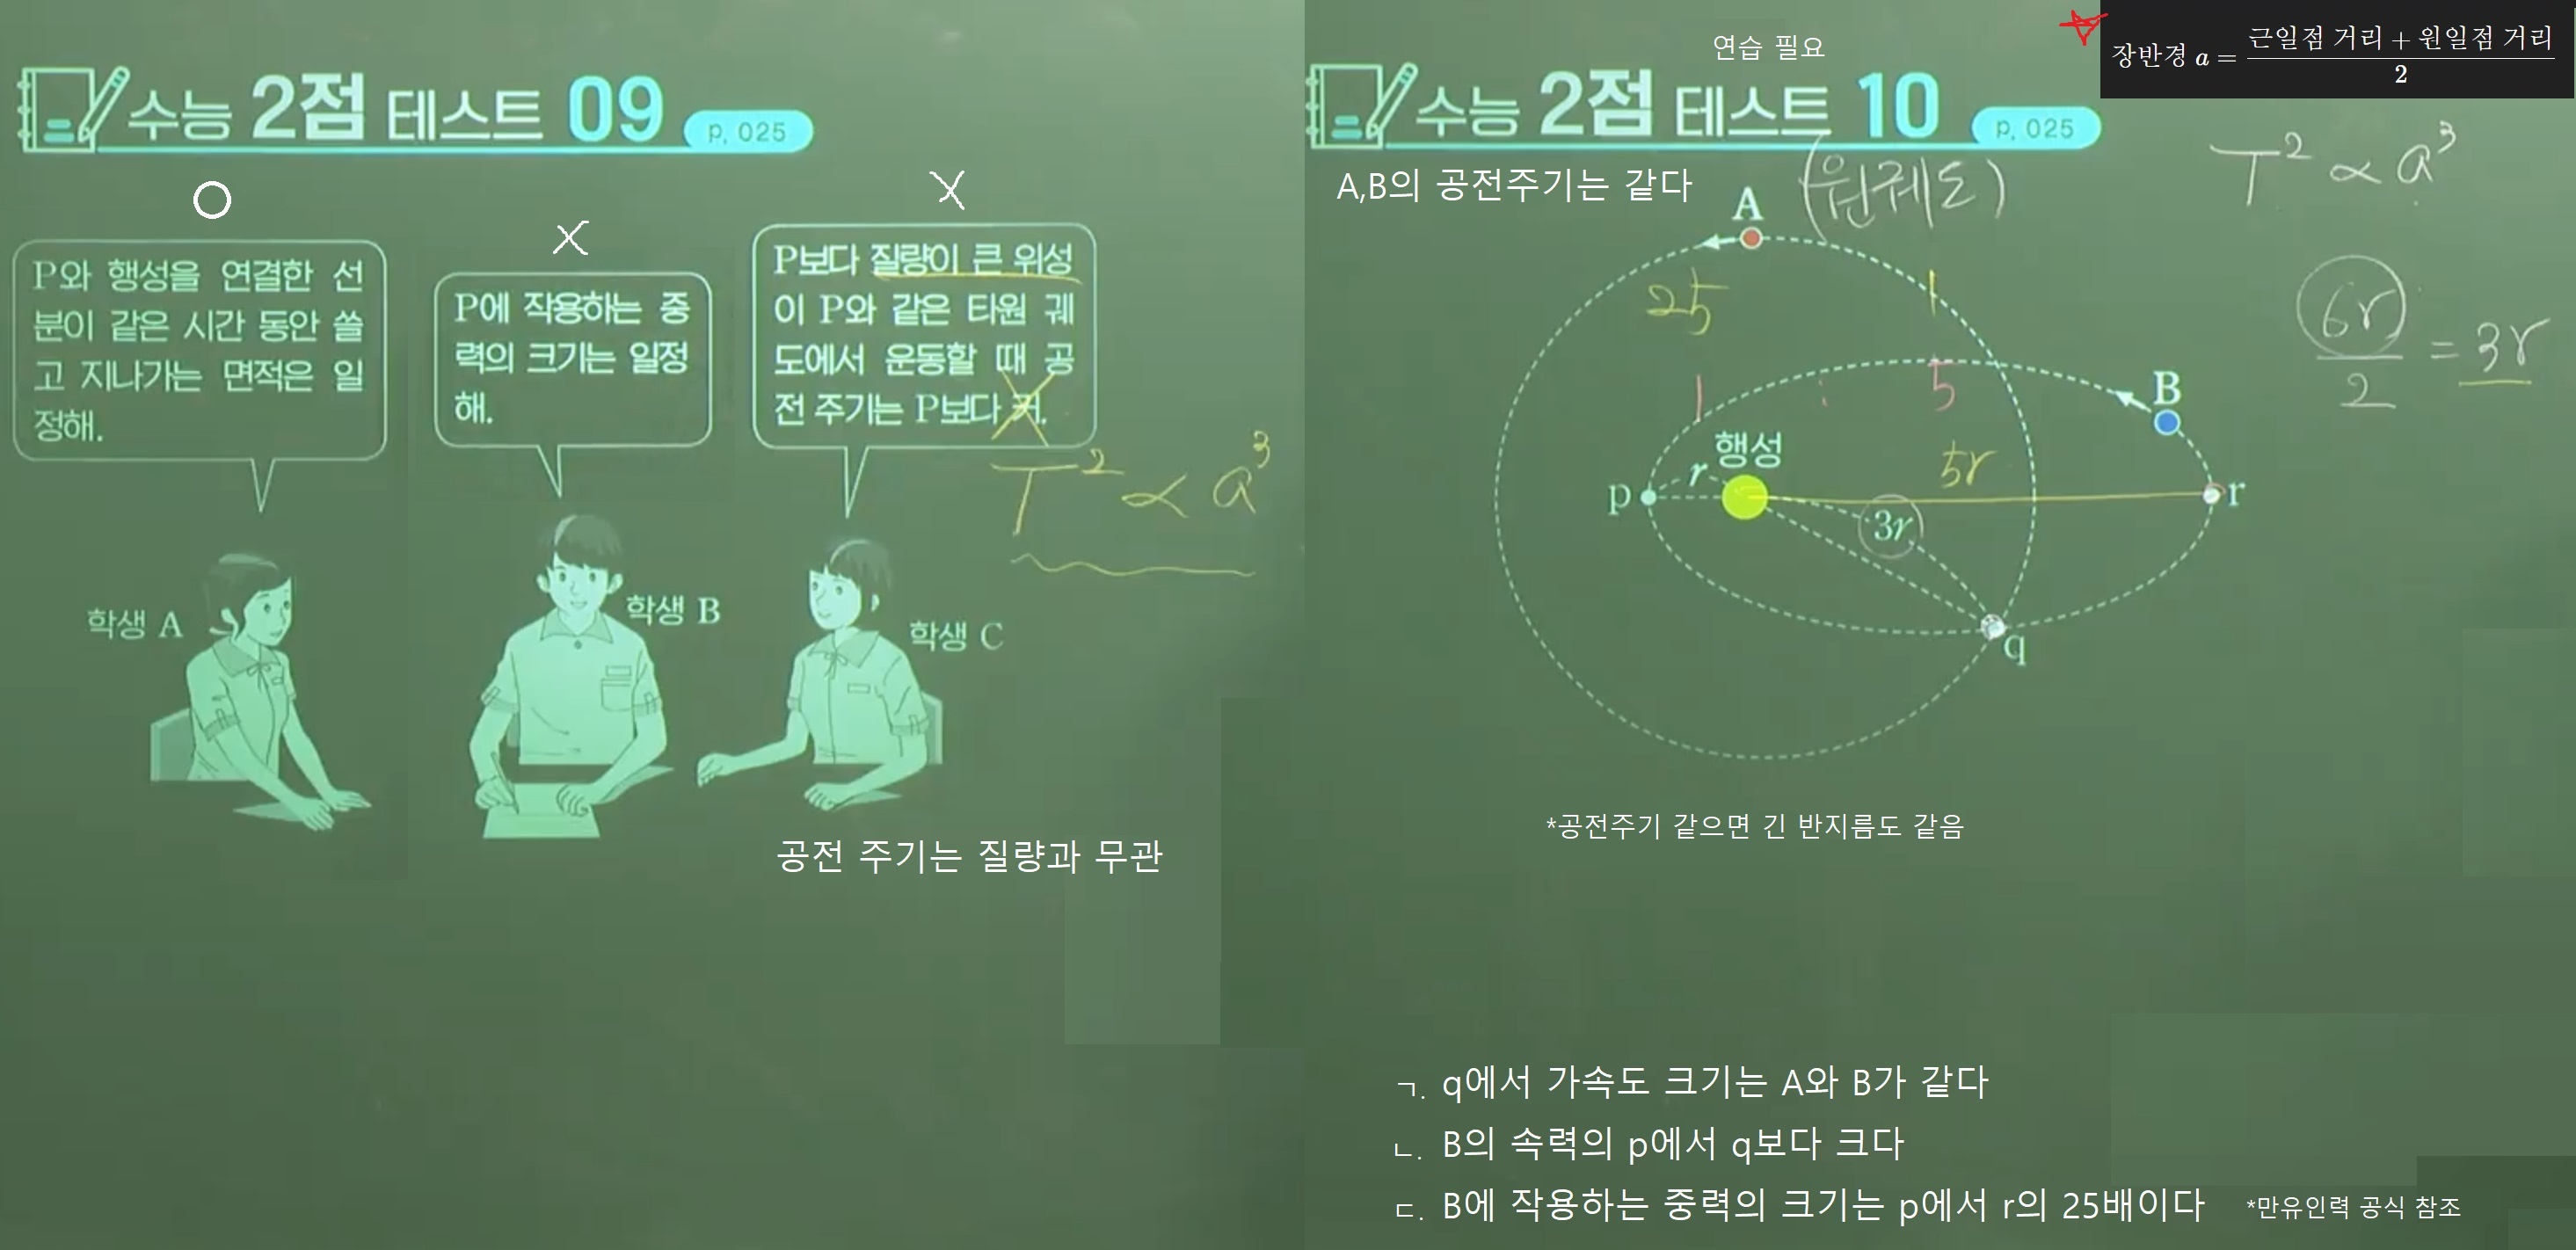 수능 2점 테스트 09
p. 025
P와 행성을 연결한 선
분이 같은 시간 동안 쓸
고 지나가는 면적은 일
정해.
P에 작용하는 중
력의 크기는 일정
해.
P보다 질량이 큰 위성
이 P와 같은 타원 궤
도에서 운동할 때 공
전 주기는 P보다 커.
T² ∝ a³
학생 A
학생 B
학생 C
공전 주기는 질량과 무관
연습 필요
수능 2점 테스트 10
p. 025
장반경 a = (근일점 거리 + 원일점 거리) / 2
A,B의 공전주기는 같다
(원궤도)
T² ∝ a³
A
25
1
6r / 2 = 3r
1 : 5
B
행성
5r
p
r
r
3r
q
*공전주기 같으면 긴 반지름도 같음
ㄱ. q에서 가속도 크기는 A와 B가 같다
ㄴ. B의 속력의 p에서 q보다 크다
ㄷ. B에 작용하는 중력의 크기는 p에서 r의 25배이다
*만유인력 공식 참조